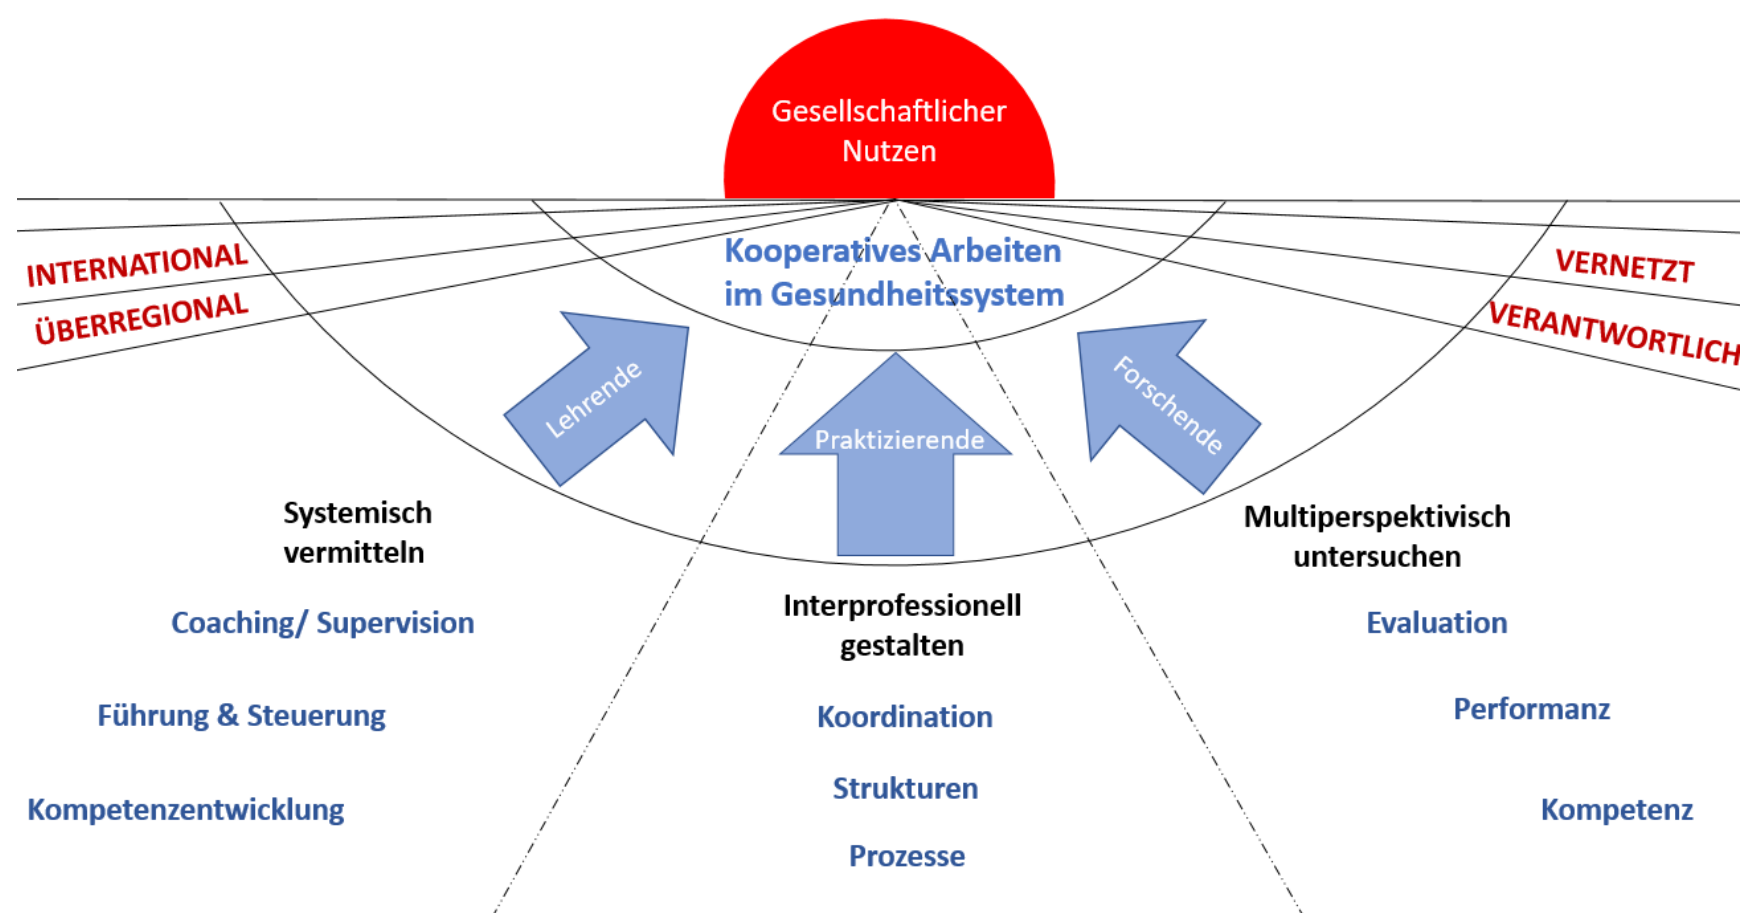 Gesellschaftlicher
Nutzen
Kooperatives Arbeiten
im Gesundheitssystem
INTERNATIONAL
ÜBERREGIONAL
VERNETZT
VERANTWORTLICH
Lehrende
Praktizierende
Forschende
Systemisch
vermitteln
Coaching/ Supervision
Führung & Steuerung
Kompetenzentwicklung
Interprofessionell
gestalten
Koordination
Strukturen
Prozesse
Multiperspektivisch
untersuchen
Evaluation
Performanz
Kompetenz